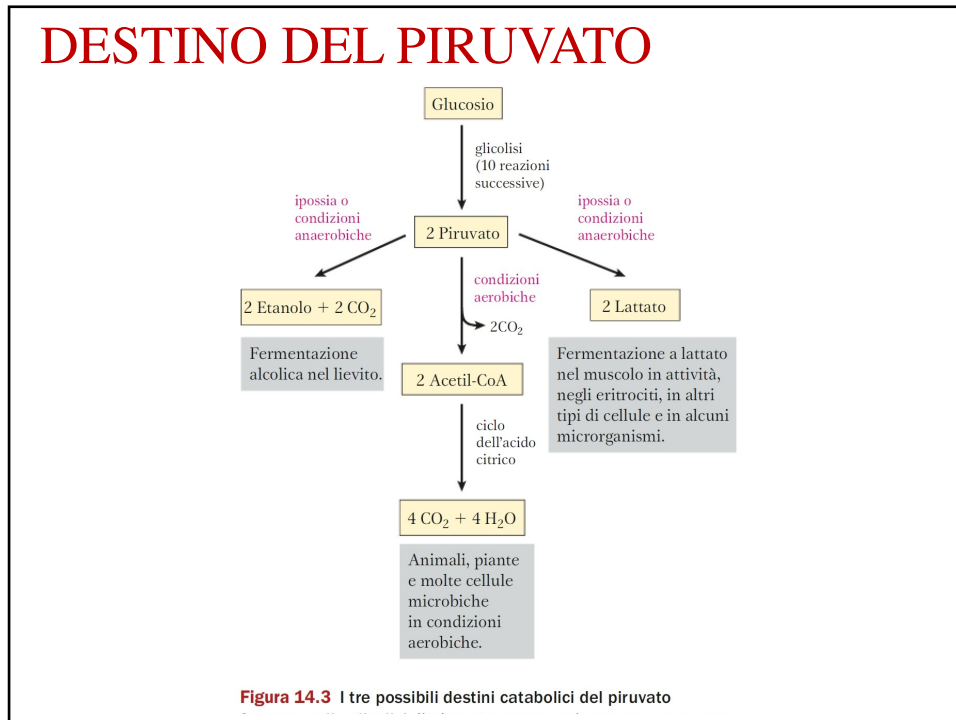 DESTINO DEL PIRUVATO
Glucosio
glicolisi
(10 reazioni
successive)
ipossia o
condizioni
anaerobiche
2 Piruvato
ipossia o
condizioni
anaerobiche
2 Etanolo + 2 CO₂
condizioni
aerobiche
2CO₂
2 Lattato
Fermentazione
alcolica nel lievito.
2 Acetil-CoA
Fermentazione a lattato
nel muscolo in attività,
negli eritrociti, in altri
tipi di cellule e in alcuni
microrganismi.
ciclo
dell'acido
citrico
4 CO₂ + 4 H₂O
Animali, piante
e molte cellule
microbiche
in condizioni
aerobiche.
Figura 14.3 I tre possibili destini catabolici del piruvato